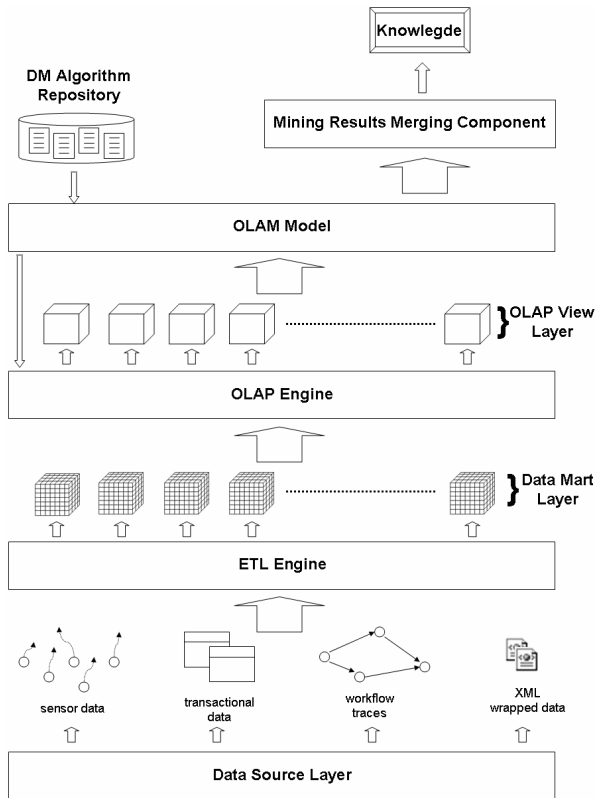 Knowlegde
DM Algorithm
Repository
Mining Results Merging Component
OLAM Model
OLAP View
Layer
OLAP Engine
Data Mart
Layer
ETL Engine
sensor data
transactional
data
workflow
traces
XML
wrapped data
Data Source Layer